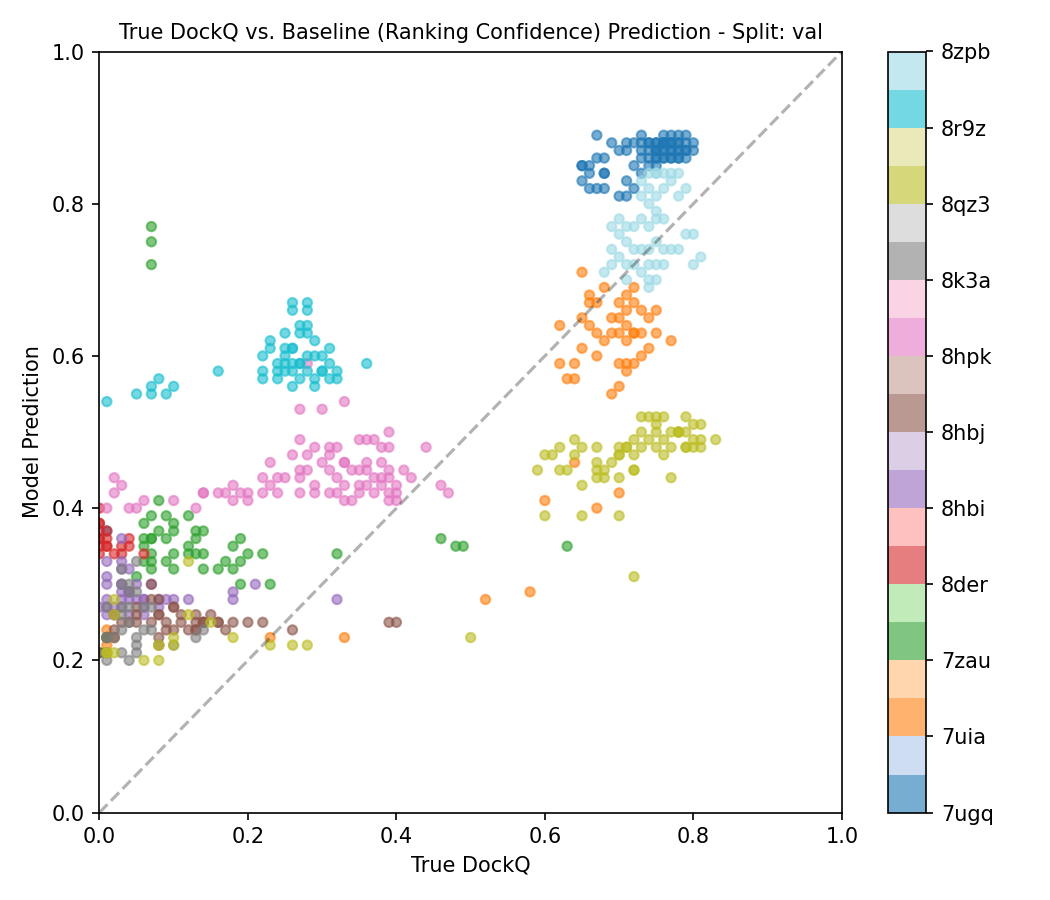 True DockQ vs. Baseline (Ranking Confidence) Prediction - Split: val
1.0
0.8
0.6
0.4
0.2
0.0
Model Prediction
0.0 0.2 0.4 0.6 0.8 1.0
True DockQ
8zpb
8r9z
8qz3
8k3a
8hpk
8hbj
8hbi
8der
7zau
7uia
7ugq